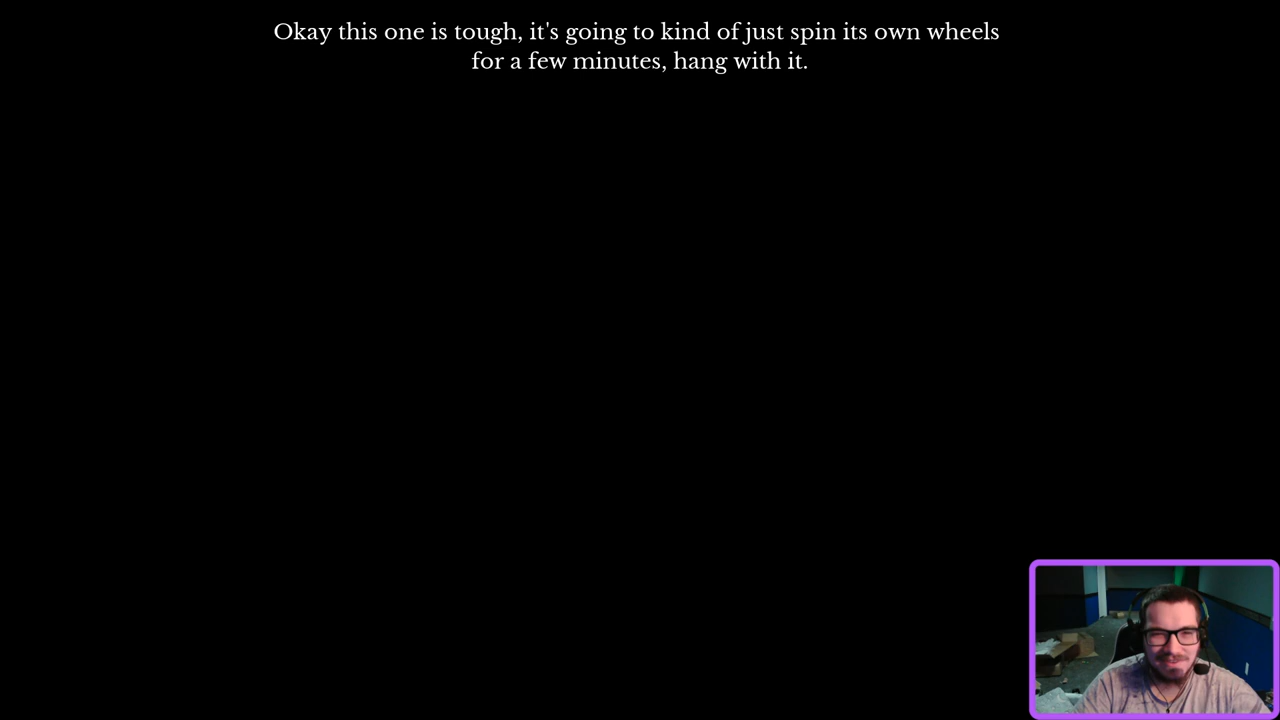 Okay this one is tough, it's going to kind of just spin its own wheels
for a few minutes, hang with it.